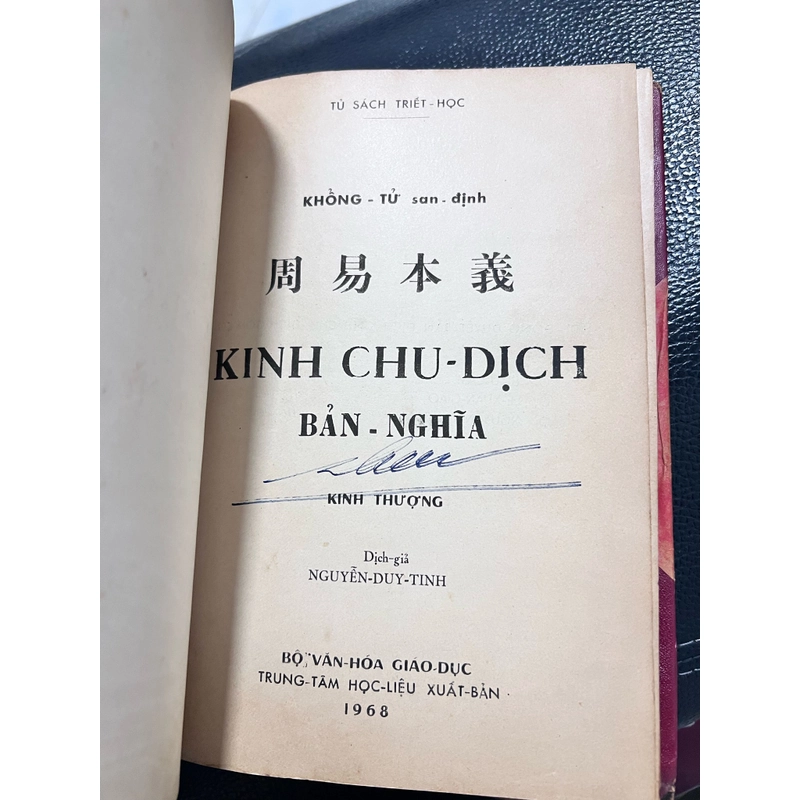 TỦ SÁCH TRIẾT-HỌC
KHỔNG - TỬ san - định
周易本義
KINH CHU-DỊCH
BẢN - NGHĨA
KINH THƯỢNG
Dịch-giả
NGUYỄN-DUY-TINH
BỘ VĂN-HÓA GIÁO-DỤC
TRUNG-TÂM HỌC-LIỆU XUẤT-BẢN
1968